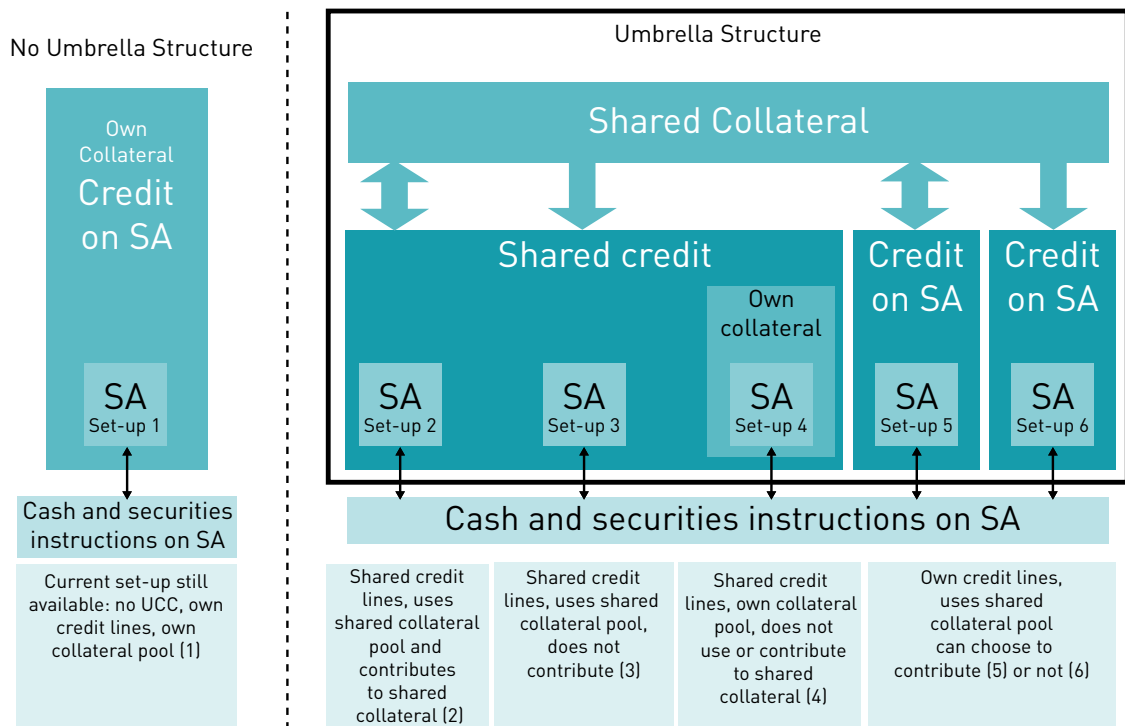 No Umbrella Structure
Own
Collateral
Credit
on SA
SA
Set-up 1
Cash and securities
instructions on SA
Current set-up still
available: no UCC, own
credit lines, own
collateral pool (1)
Umbrella Structure
Shared Collateral
Shared credit
Own
collateral
Credit
on SA
Credit
on SA
SA
Set-up 2
SA
Set-up 3
SA
Set-up 4
SA
Set-up 5
SA
Set-up 6
Cash and securities instructions on SA
Shared credit
lines, uses
shared collateral
pool and
contributes
to shared
collateral (2)
Shared credit
lines, uses shared
collateral pool,
does not
contribute (3)
Shared credit
lines, own collateral
pool, does not
use or contribute
to shared
collateral (4)
Own credit lines,
uses shared
collateral pool
can choose to
contribute (5) or not (6)